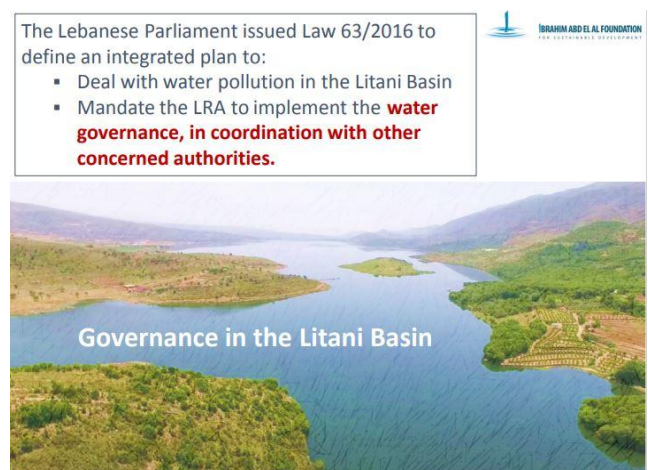 The Lebanese Parliament issued Law 63/2016 to
define an integrated plan to:
▪ Deal with water pollution in the Litani Basin
▪ Mandate the LRA to implement the water
governance, in coordination with other
concerned authorities.
IBRAHIM ABD EL AL FOUNDATION
FOR SUSTAINABLE DEVELOPMENT
Governance in the Litani Basin